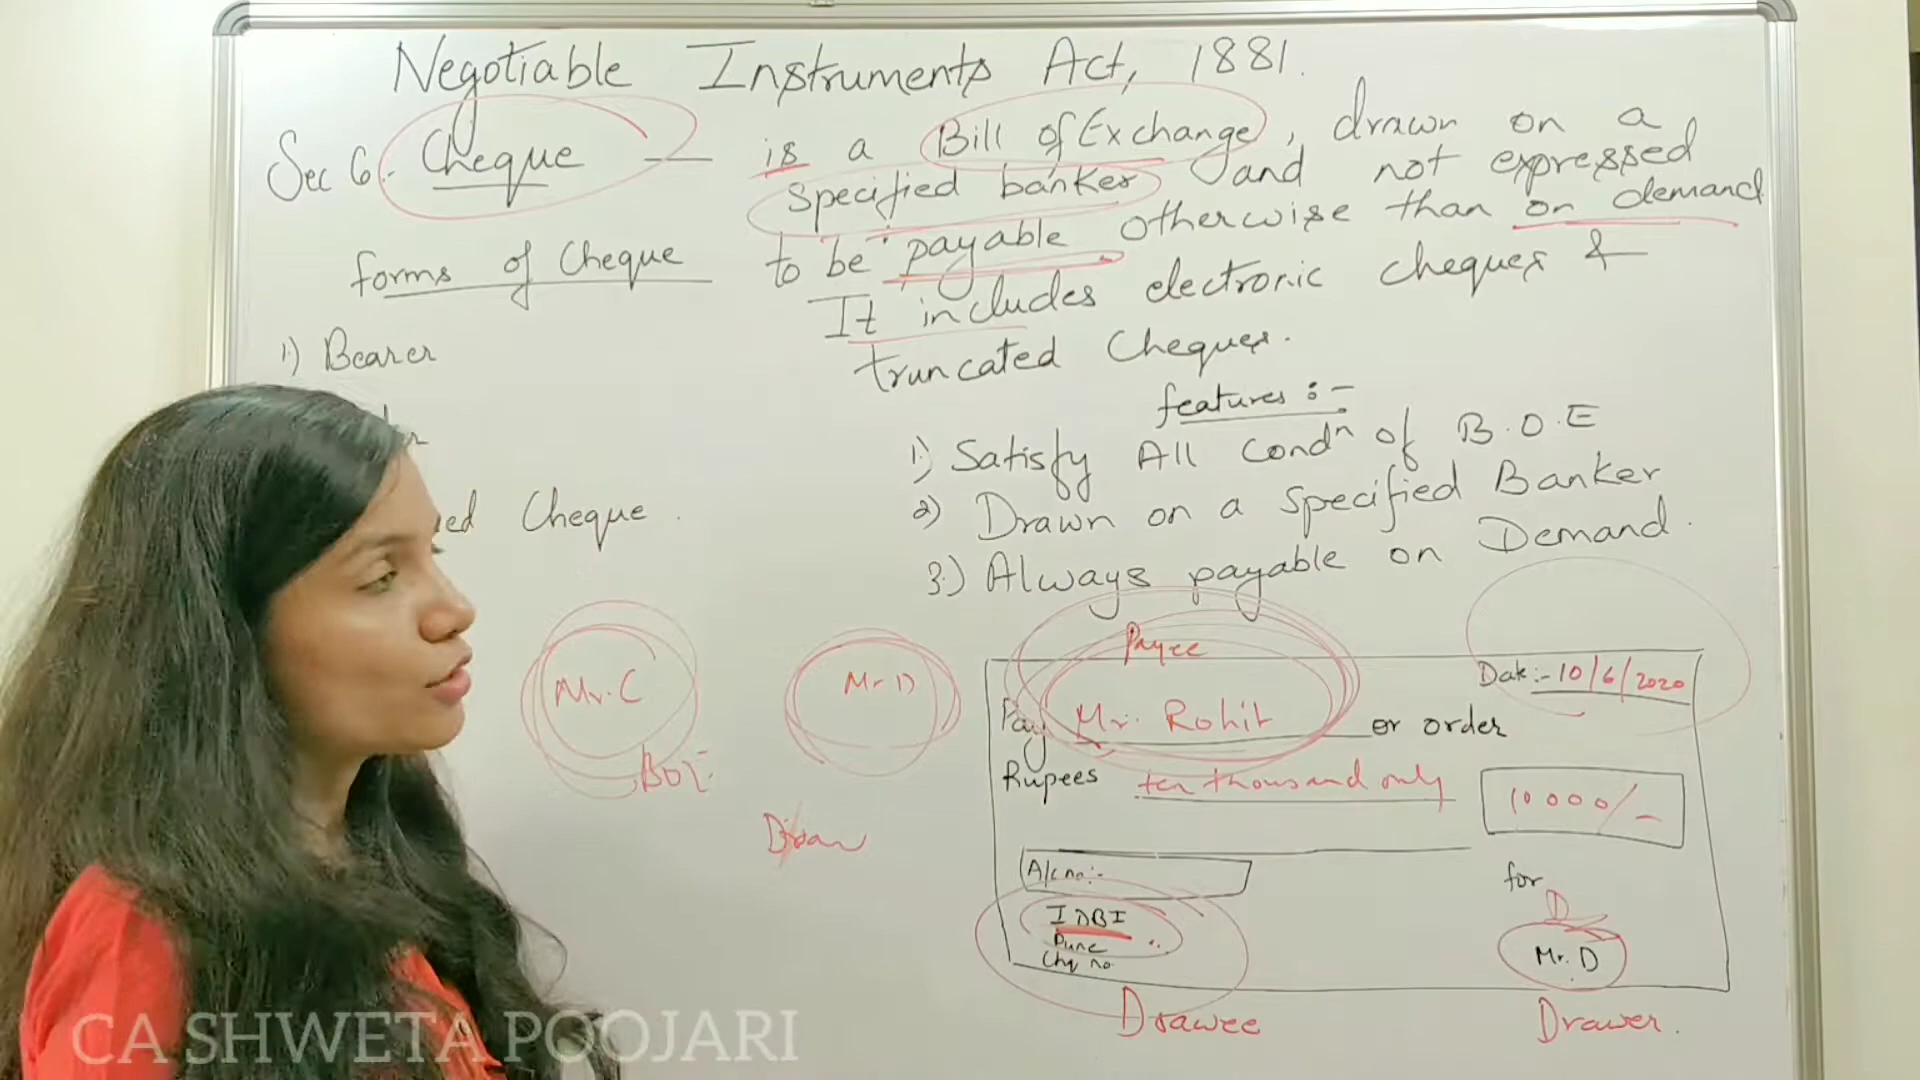 Negotiable Instruments Act, 1881.
Sec 6:- Cheque — is a Bill of Exchange, drawn on a
specified banker and not expressed
to be payable otherwise than on demand
It includes electronic cheques &
truncated Cheques.
forms of Cheque
1) Bearer
ed Cheque.
features :-
1) Satisfy All Condn of B.O.E
2) Drawn on a Specified Banker
3) Always payable on Demand.
Mr. C
BOE
Mr D
Payee
Date:- 10/6/2020
Pay Mr. Rohit or order
Rupees ten thousand only
10000/-
A/c no:-
IDBI
Pune
Chq no.
for
D
Mr. D
Drawee
Drawer.
CA SHWETA POOJARI